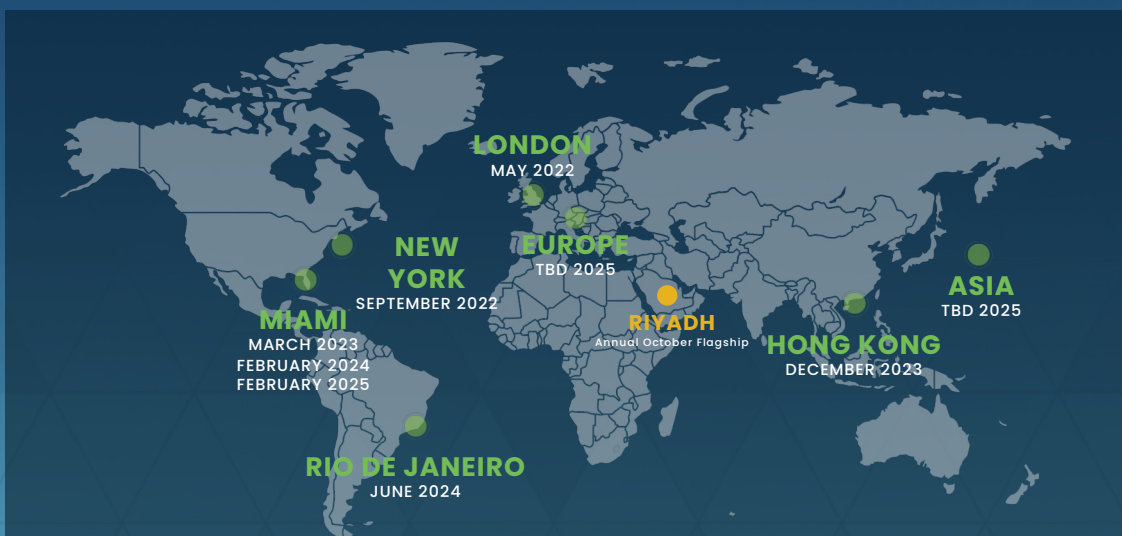 LONDON
MAY 2022
NEW
YORK
SEPTEMBER 2022
EUROPE
TBD 2025
MIAMI
MARCH 2023
FEBRUARY 2024
FEBRUARY 2025
RIYADH
Annual October Flagship
ASIA
TBD 2025
HONG KONG
DECEMBER 2023
RIO DE JANEIRO
JUNE 2024